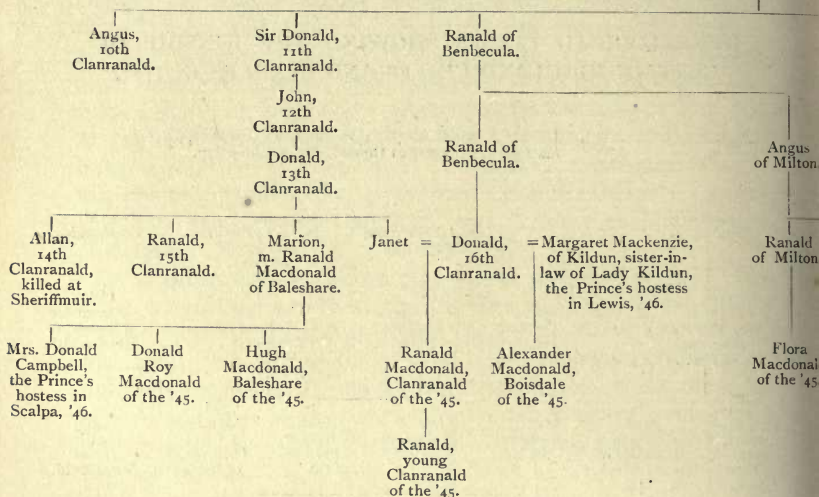 Angus,
10th
Clanranald.
Sir Donald,
11th
Clanranald.
Ranald of
Benbecula.
John,
12th
Clanranald.
Donald,
13th
Clanranald.
Ranald of
Benbecula.
Angus
of Milton.
Allan,
14th
Clanranald,
killed at
Sheriffmuir.
Ranald,
15th
Clanranald.
Marion,
m. Ranald
Macdonald
of Baleshare.
Janet = Donald,
16th
Clanranald.
= Margaret Mackenzie,
of Kildun, sister-in-
law of Lady Kildun,
the Prince's hostess
in Lewis, '46.
Ranald
of Milton
Mrs. Donald
Campbell,
the Prince's
hostess in
Scalpa, '46.
Donald
Roy
Macdonald
of the '45.
Hugh
Macdonald,
Baleshare
of the '45.
Ranald
Macdonald,
Clanranald
of the '45.
Alexander
Macdonald,
Boisdale
of the '45.
Flora
Macdonal
of the '45
Ranald,
young
Clanranald
of the '45.